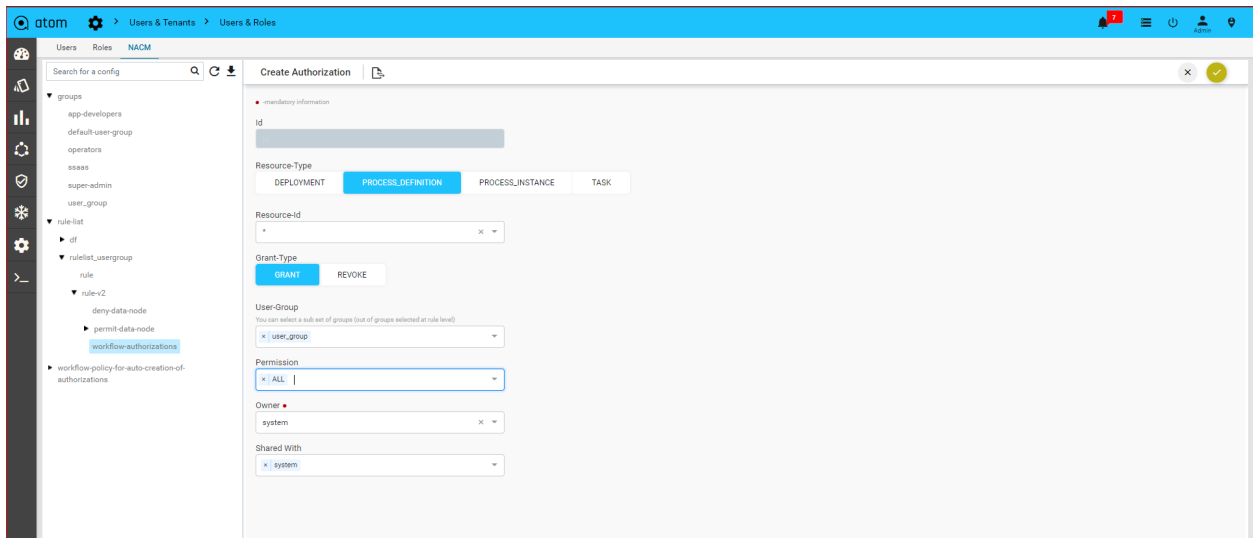 atom > Users & Tenants > Users & Roles
7
Admin
Users Roles NACM
Search for a config
Create Authorization
groups
app-developers
default-user-group
operators
ssaas
super-admin
user_group
rule-list
df
rulelist_usergroup
rule
rule-v2
deny-data-node
permit-data-node
workflow-authorizations
workflow-policy-for-auto-creation-of-
authorizations
-mandatory information
Id
Resource-Type
DEPLOYMENT PROCESS_DEFINITION PROCESS_INSTANCE TASK
Resource-Id
*
Grant-Type
GRANT REVOKE
User-Group
You can select a sub set of groups (out of groups selected at rule level)
× user_group
Permission
× ALL
Owner
system
Shared With
× system